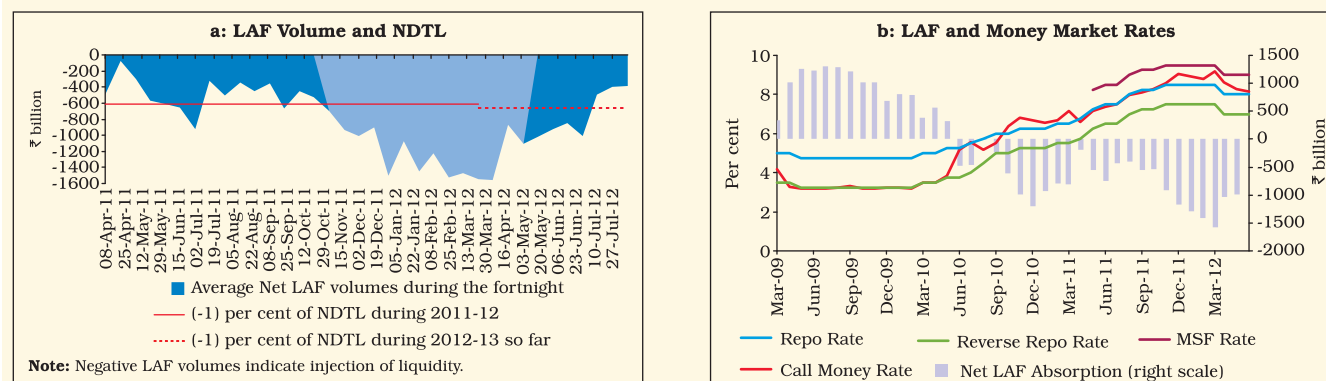 a: LAF Volume and NDTL
₹ billion
0
-200
-400
-600
-800
-1000
-1200
-1400
-1600
08-Apr-11
25-Apr-11
12-May-11
29-May-11
15-Jun-11
02-Jul-11
19-Jul-11
05-Aug-11
22-Aug-11
08-Sep-11
25-Sep-11
12-Oct-11
29-Oct-11
15-Nov-11
02-Dec-11
19-Dec-11
05-Jan-12
22-Jan-12
08-Feb-12
25-Feb-12
13-Mar-12
30-Mar-12
16-Apr-12
03-May-12
20-May-12
06-Jun-12
23-Jun-12
10-Jul-12
27-Jul-12
Average Net LAF volumes during the fortnight
(-1) per cent of NDTL during 2011-12
(-1) per cent of NDTL during 2012-13 so far
Note: Negative LAF volumes indicate injection of liquidity.
b: LAF and Money Market Rates
Per cent
10
8
6
4
2
0
1500
1000
500
0
-500
-1000
-1500
-2000
₹ billion
Mar-09
Jun-09
Sep-09
Dec-09
Mar-10
Jun-10
Sep-10
Dec-10
Mar-11
Jun-11
Sep-11
Dec-11
Mar-12
Repo Rate
Reverse Repo Rate
MSF Rate
Call Money Rate
Net LAF Absorption (right scale)